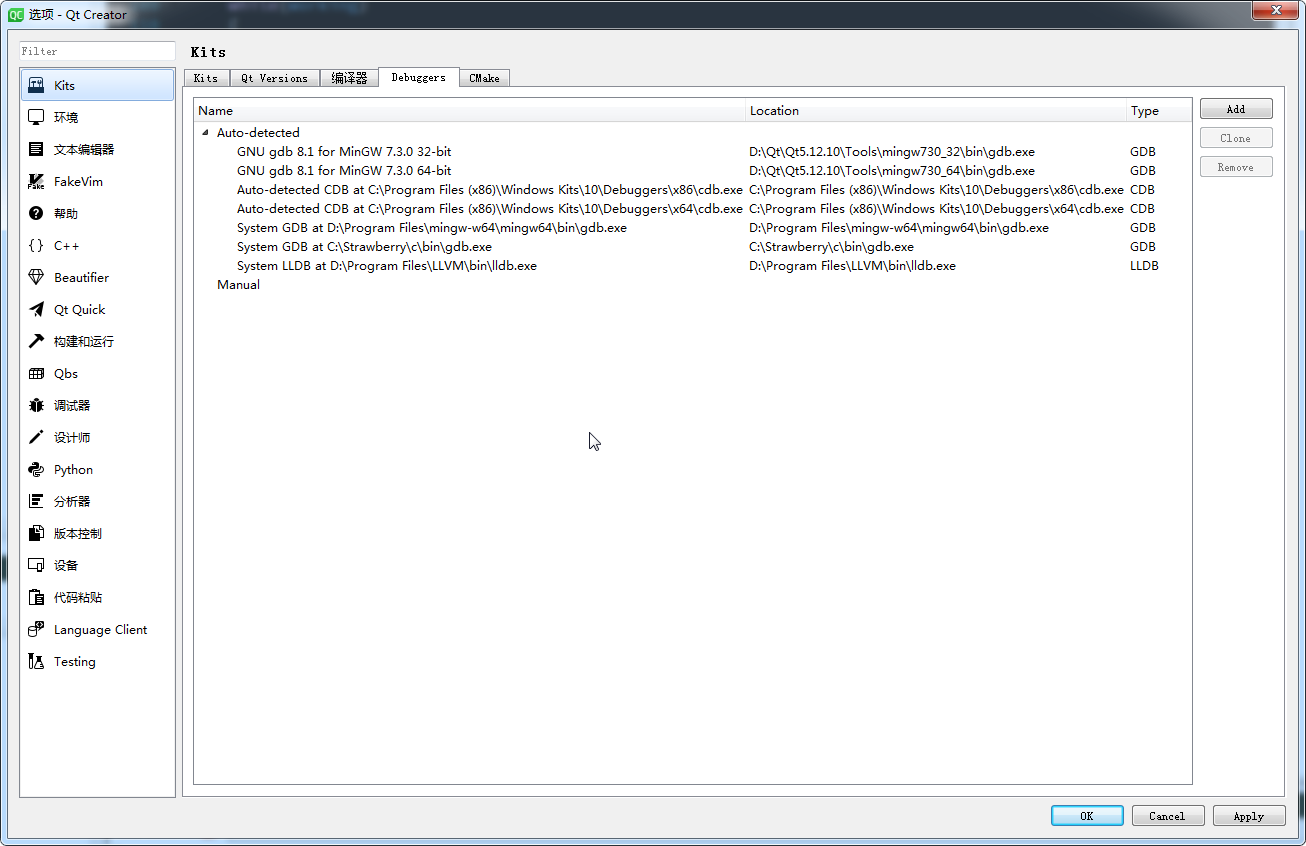 选项 - Qt Creator
Filter
Kits
环境
文本编辑器
FakeVim
帮助
C++
Beautifier
Qt Quick
构建和运行
Qbs
调试器
设计师
Python
分析器
版本控制
设备
代码粘贴
Language Client
Testing
Kits
Kits Qt Versions 编译器 Debuggers CMake
Name Location Type
Auto-detected
GNU gdb 8.1 for MinGW 7.3.0 32-bit D:\Qt\Qt5.12.10\Tools\mingw730_32\bin\gdb.exe GDB
GNU gdb 8.1 for MinGW 7.3.0 64-bit D:\Qt\Qt5.12.10\Tools\mingw730_64\bin\gdb.exe GDB
Auto-detected CDB at C:\Program Files (x86)\Windows Kits\10\Debuggers\x86\cdb.exe C:\Program Files (x86)\Windows Kits\10\Debuggers\x86\cdb.exe CDB
Auto-detected CDB at C:\Program Files (x86)\Windows Kits\10\Debuggers\x64\cdb.exe C:\Program Files (x86)\Windows Kits\10\Debuggers\x64\cdb.exe CDB
System GDB at D:\Program Files\mingw-w64\mingw64\bin\gdb.exe D:\Program Files\mingw-w64\mingw64\bin\gdb.exe GDB
System GDB at C:\Strawberry\c\bin\gdb.exe C:\Strawberry\c\bin\gdb.exe GDB
System LLDB at D:\Program Files\LLVM\bin\lldb.exe D:\Program Files\LLVM\bin\lldb.exe LLDB
Manual
Add
Clone
Remove
OK Cancel Apply